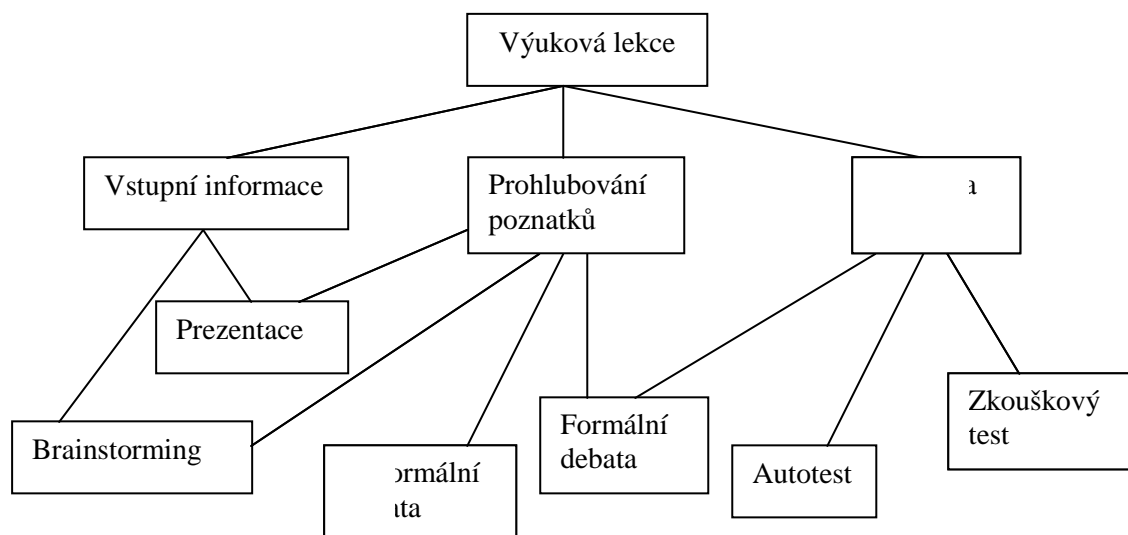 Výuková lekce
Vstupní informace
Prohlubování
poznatků
Prezentace
Brainstorming
Formální
debata
Autotest
Zkouškový
test